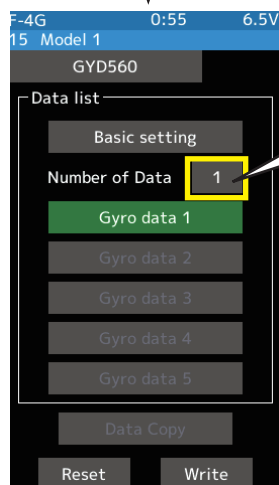 F-4G 0:55 6.5V
15 Model 1
GYD560
Data list
Basic setting
Number of Data 1
Gyro data 1
Gyro data 2
Gyro data 3
Gyro data 4
Gyro data 5
Data Copy
Reset Write